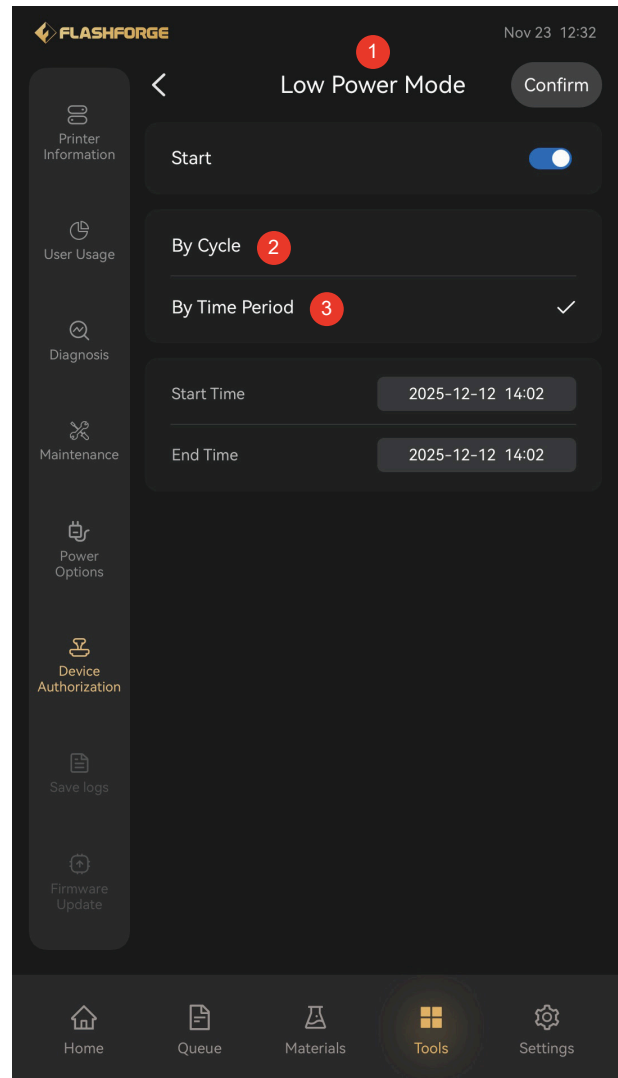 FLASHFORGE
Nov 23 12:32
1
Low Power Mode
Confirm
Printer
Information
User Usage
Diagnosis
Maintenance
Power
Options
Device
Authorization
Save logs
Firmware
Update
Start
By Cycle 2
By Time Period 3
Start Time 2025-12-12 14:02
End Time 2025-12-12 14:02
Home
Queue
Materials
Tools
Settings